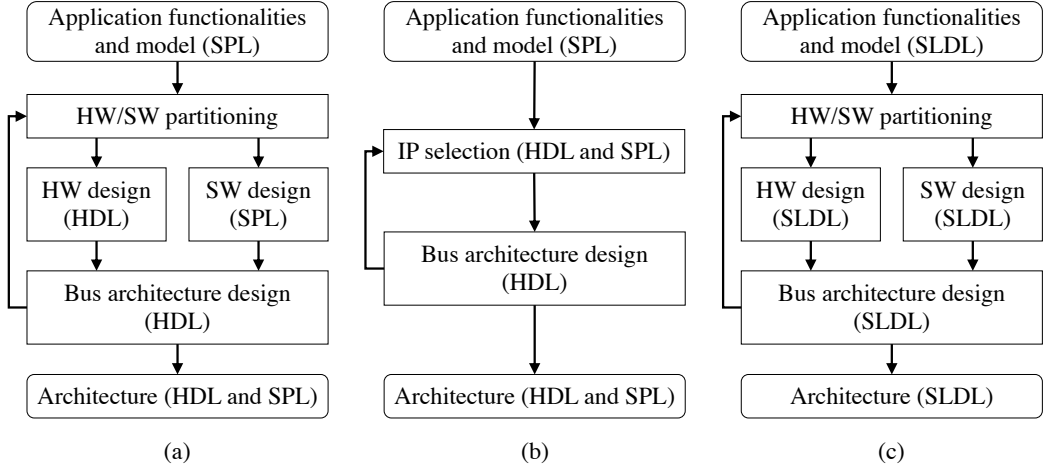 Application functionalities
and model (SPL)
HW/SW partitioning
HW design
(HDL)
SW design
(SPL)
Bus architecture design
(HDL)
Architecture (HDL and SPL)
(a)
Application functionalities
and model (SPL)
IP selection (HDL and SPL)
Bus architecture design
(HDL)
Architecture (HDL and SPL)
(b)
Application functionalities
and model (SLDL)
HW/SW partitioning
HW design
(SLDL)
SW design
(SLDL)
Bus architecture design
(SLDL)
Architecture (SLDL)
(c)